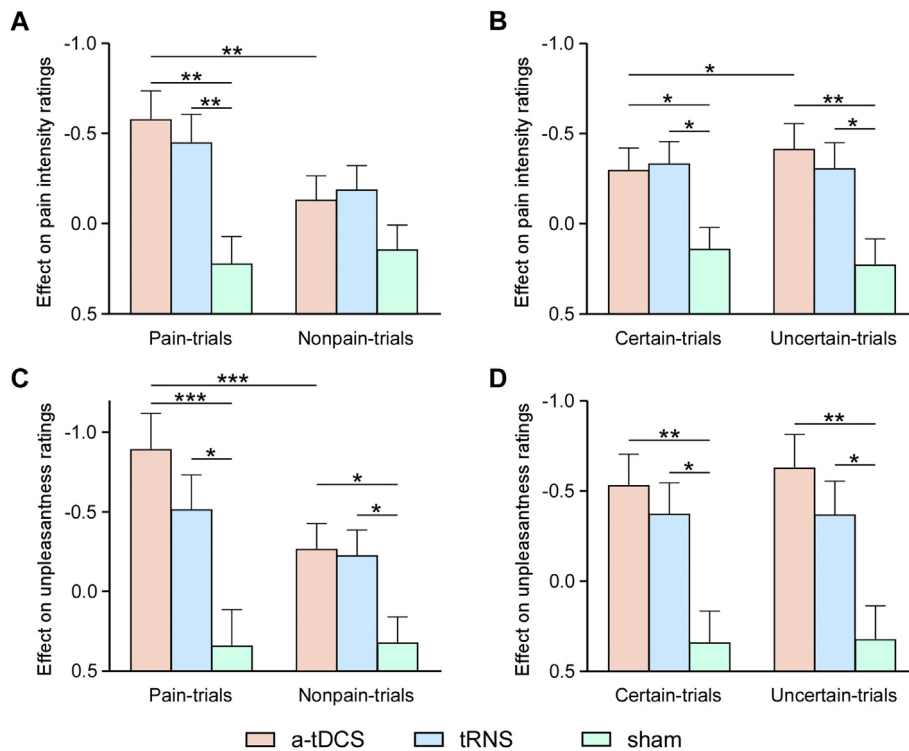 A
Effect on pain intensity ratings
-1.0
-0.5
0.0
0.5
**
**
**
Pain-trials
Nonpain-trials
B
Effect on pain intensity ratings
-1.0
-0.5
0.0
0.5
*
*
*
**
*
Certain-trials
Uncertain-trials
C
Effect on unpleasantness ratings
-1.0
-0.5
0.0
0.5
***
***
*
*
*
Pain-trials
Nonpain-trials
D
Effect on unpleasantness ratings
-1.0
-0.5
0.0
0.5
**
*
**
*
Certain-trials
Uncertain-trials
a-tDCS
tRNS
sham